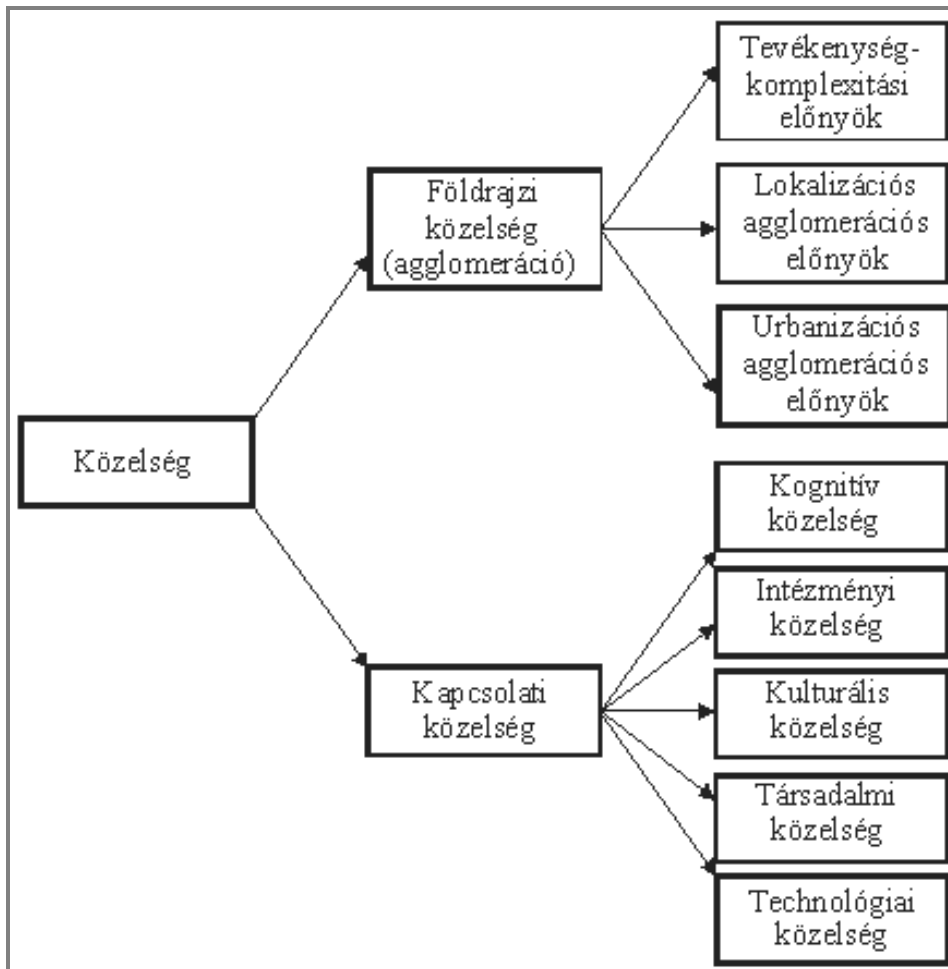 Közelség
Földrajzi
közelség
(agglomeráció)
Tevékenység-
komplexitási
előnyök
Lokalizációs
agglomerációs
előnyök
Urbanizációs
agglomerációs
előnyök
Kapcsolati
közelség
Kognitív
közelség
Intézményi
közelség
Kulturális
közelség
Társadalmi
közelség
Technológiai
közelség